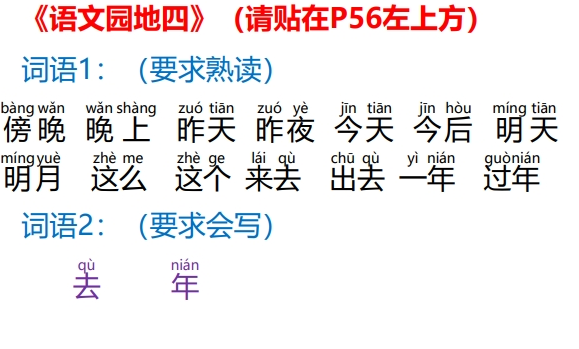 《语文园地四》（请贴在P56左上方）
词语1：（要求熟读）
bàng wǎn wǎn shàng zuó tiān zuó yè jīn tiān jīn hòu míng tiān
傍晚 晚上 昨天 昨夜 今天 今后 明天
míng yuè zhè me zhè ge lái qù chū qù yì nián guò nián
明月 这么 这个 来去 出去 一年 过年
词语2：（要求会写）
qù nián
去 年